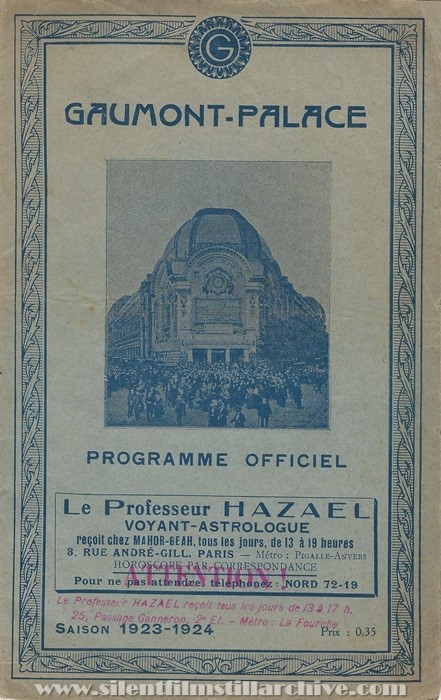 G
GAUMONT-PALACE
PROGRAMME OFFICIEL
Le Professeur HAZAEL
VOYANT-ASTROLOGUE
reçoit chez MAHOR-GEAH, tous les jours, de 13 à 19 heures
3, RUE ANDRÉ-GILL, PARIS — Métro : PIGALLE-ANVERS
HOROSCOPE PAR CORRESPONDANCE
ATTENTION !
Pour ne pas attendre, téléphonez : NORD 72-19
Le Professeur HAZAEL reçoit tous les jours de 13 à 17 h.
25, Passage Ganneron, 2e Et. - Métro: La Fourche
SAISON 1923-1924 Prix : 0.35
www.silentfilmstillarchive.com